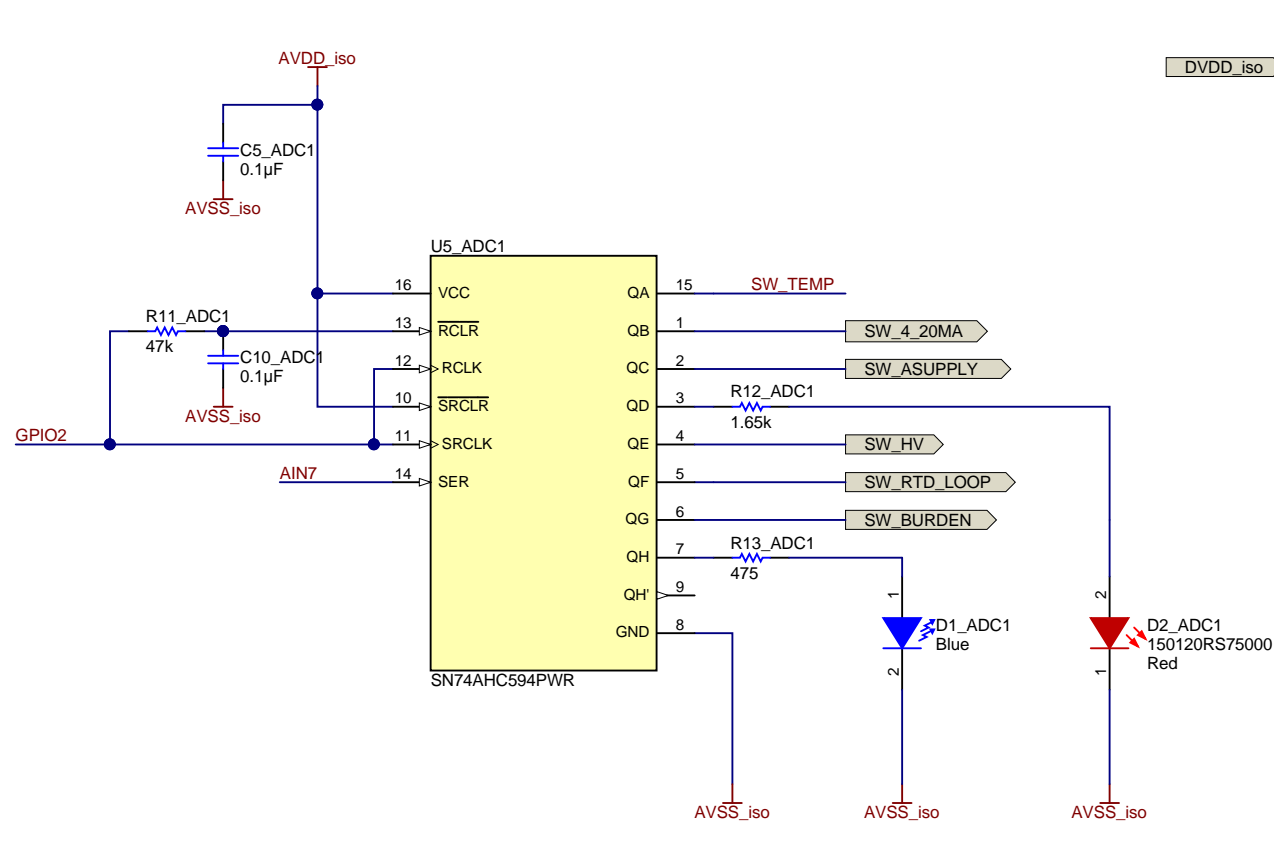 AVDD_iso
DVDD_iso
C5_ADC1
0.1µF
AVSS_iso
U5_ADC1
16 VCC
QA 15 SW_TEMP
R11_ADC1
47k
13 RCLR
QB 1 SW_4_20MA
C10_ADC1
0.1µF
AVSS_iso
12 RCLK
QC 2 SW_ASUPPLY
10 SRCLR
QD 3 R12_ADC1
1.65k
GPIO2
11 SRCLK
QE 4 SW_HV
AIN7
14 SER
QF 5 SW_RTD_LOOP
QG 6 SW_BURDEN
QH 7 R13_ADC1
475
QH' 9
GND 8
SN74AHC594PWR
1
D1_ADC1
Blue
2
2
D2_ADC1
150120RS75000
Red
1
AVSS_iso
AVSS_iso
AVSS_iso